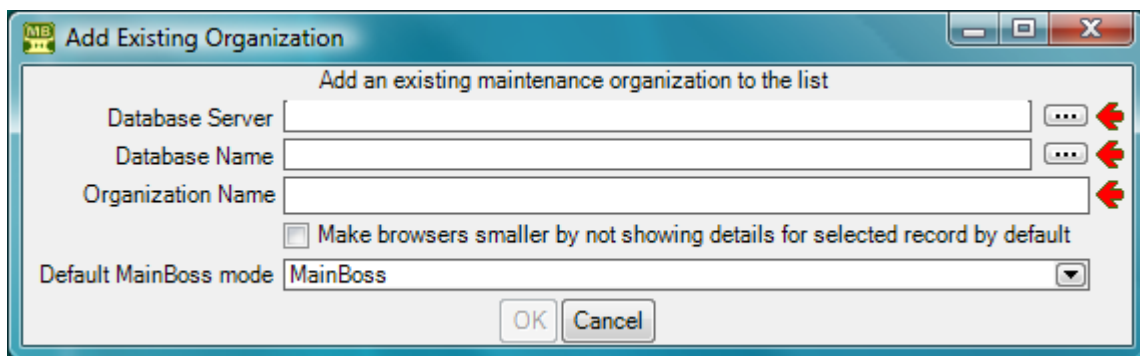 MB
Add Existing Organization
Add an existing maintenance organization to the list
Database Server
Database Name
Organization Name
Make browsers smaller by not showing details for selected record by default
Default MainBoss mode MainBoss
OK Cancel